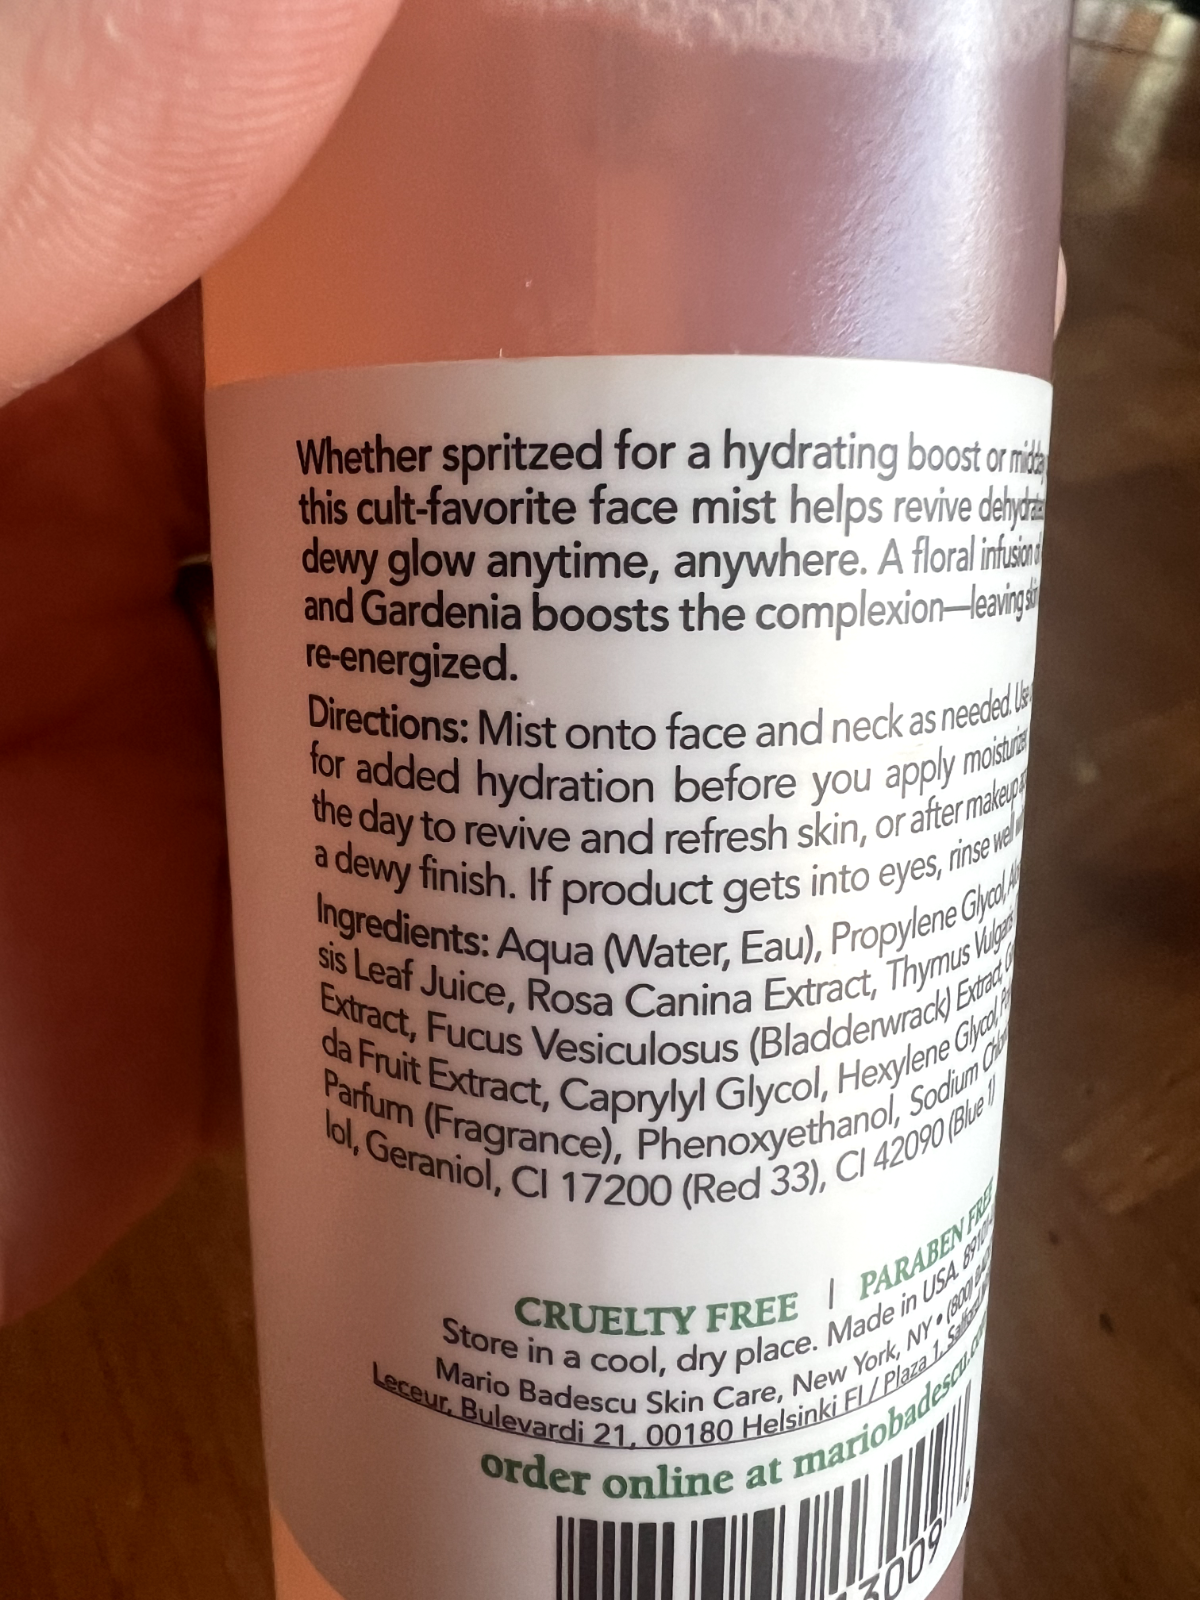 Whether spritzed for a hydrating boost or midday
this cult-favorite face mist helps revive
dewy glow anytime, anywhere. A floral infusion of
and Gardenia boosts the complexion—leaving
re-energized.
Directions: Mist onto face and neck as needed. Use
for added hydration before you apply moisturizer
the day to revive and refresh skin, or after makeup
a dewy finish. If product gets into eyes, rinse well
Ingredients: Aqua (Water, Eau), Propylene Glycol,
sis Leaf Juice, Rosa Canina Extract, Thymus Vulgaris
Extract, Fucus Vesiculosus (Bladderwrack) Extract,
da Fruit Extract, Caprylyl Glycol, Hexylene Glycol,
Parfum (Fragrance), Phenoxyethanol, Sodium
lol, Geraniol, CI 17200 (Red 33), CI 42090 (Blue 1)
CRUELTY FREE | PARABEN FREE
Store in a cool, dry place. Made in USA.
Mario Badescu Skin Care, New York, NY • (800)
Leceur, Bulevardi 21, 00180 Helsinki FI / Plaza 1,
order online at mariobadescu.com
3009